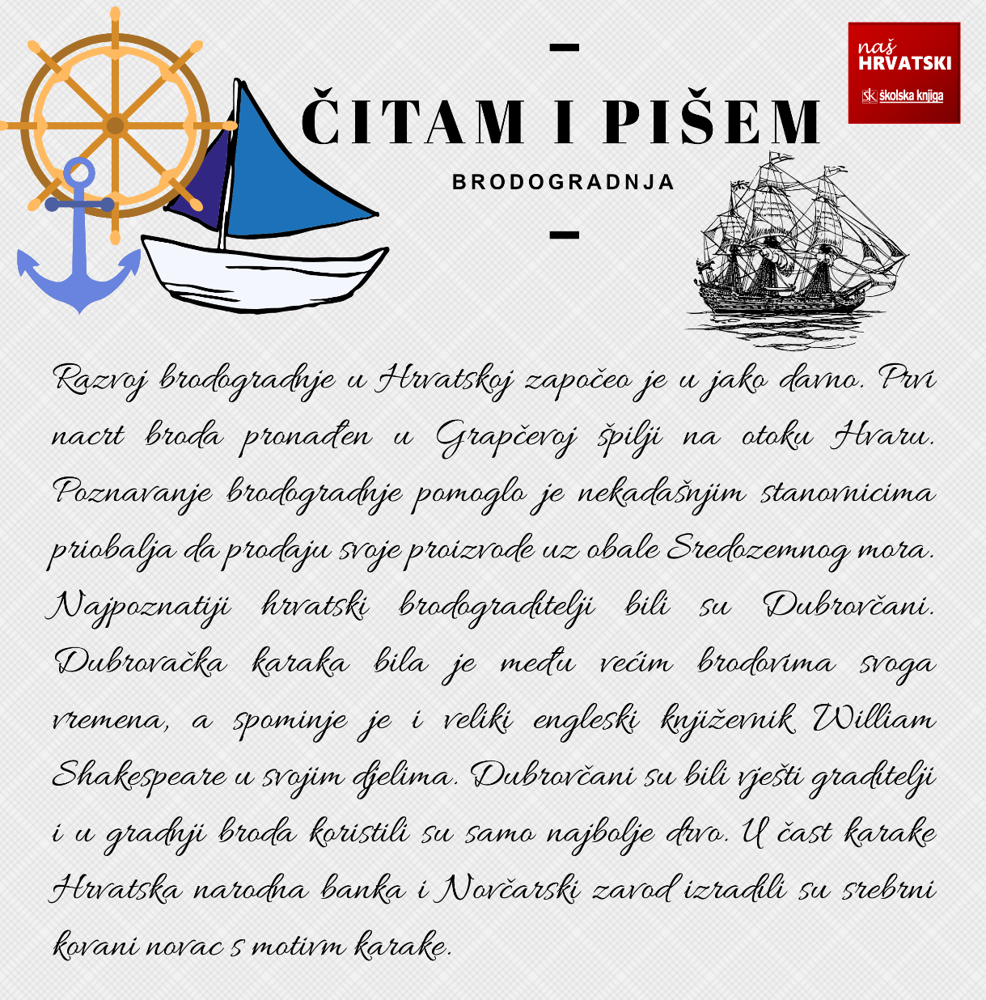 naš
HRVATSKI
SK školska knjiga
ČITAM I PIŠEM
BRODOGRADNJA
Razvoj brodogradnje u Hrvatskoj započeo je u jako davno. Prvi
nacrt broda pronađen u Grapčevoj špilji na otoku Hvaru.
Poznavanje brodogradnje pomoglo je nekadašnjim stanovnicima
priobalja da prodaju svoje proizvode uz obale Sredozemnog mora.
Najpoznatiji hrvatski brodograditelji bili su Dubrovčani.
Dubrovačka karaka bila je među većim brodovima svoga
vremena, a spominje je i veliki engleski književnik William
Shakespeare u svojim djelima. Dubrovčani su bili vješti graditelji
i u gradnji broda koristili su samo najbolje drvo. U čast karake
Hrvatska narodna banka i Novčarski zavod izradili su srebrni
kovani novac s motivm karake.